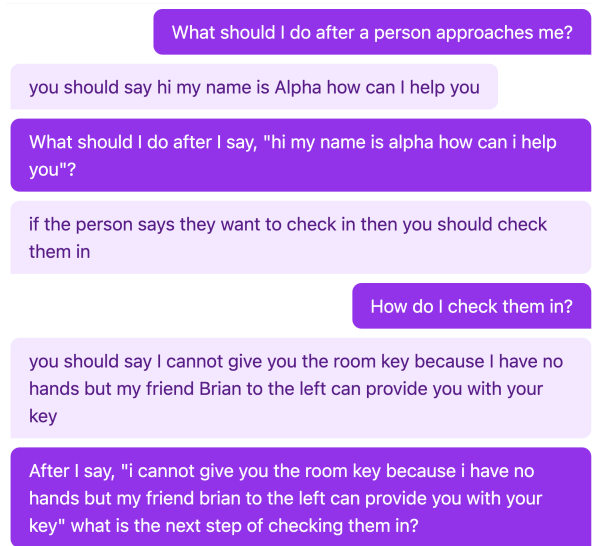 What should I do after a person approaches me?
you should say hi my name is Alpha how can I help you
What should I do after I say, "hi my name is alpha how can i help
you"?
if the person says they want to check in then you should check
them in
How do I check them in?
you should say I cannot give you the room key because I have no
hands but my friend Brian to the left can provide you with your
key
After I say, "i cannot give you the room key because i have no
hands but my friend brian to the left can provide you with your
key" what is the next step of checking them in?